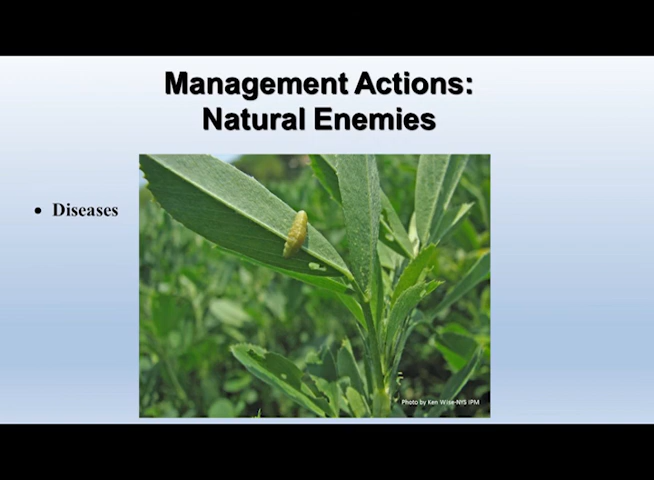 Management Actions:
Natural Enemies
• Diseases
Photo by Ken Wise-NYS IPM